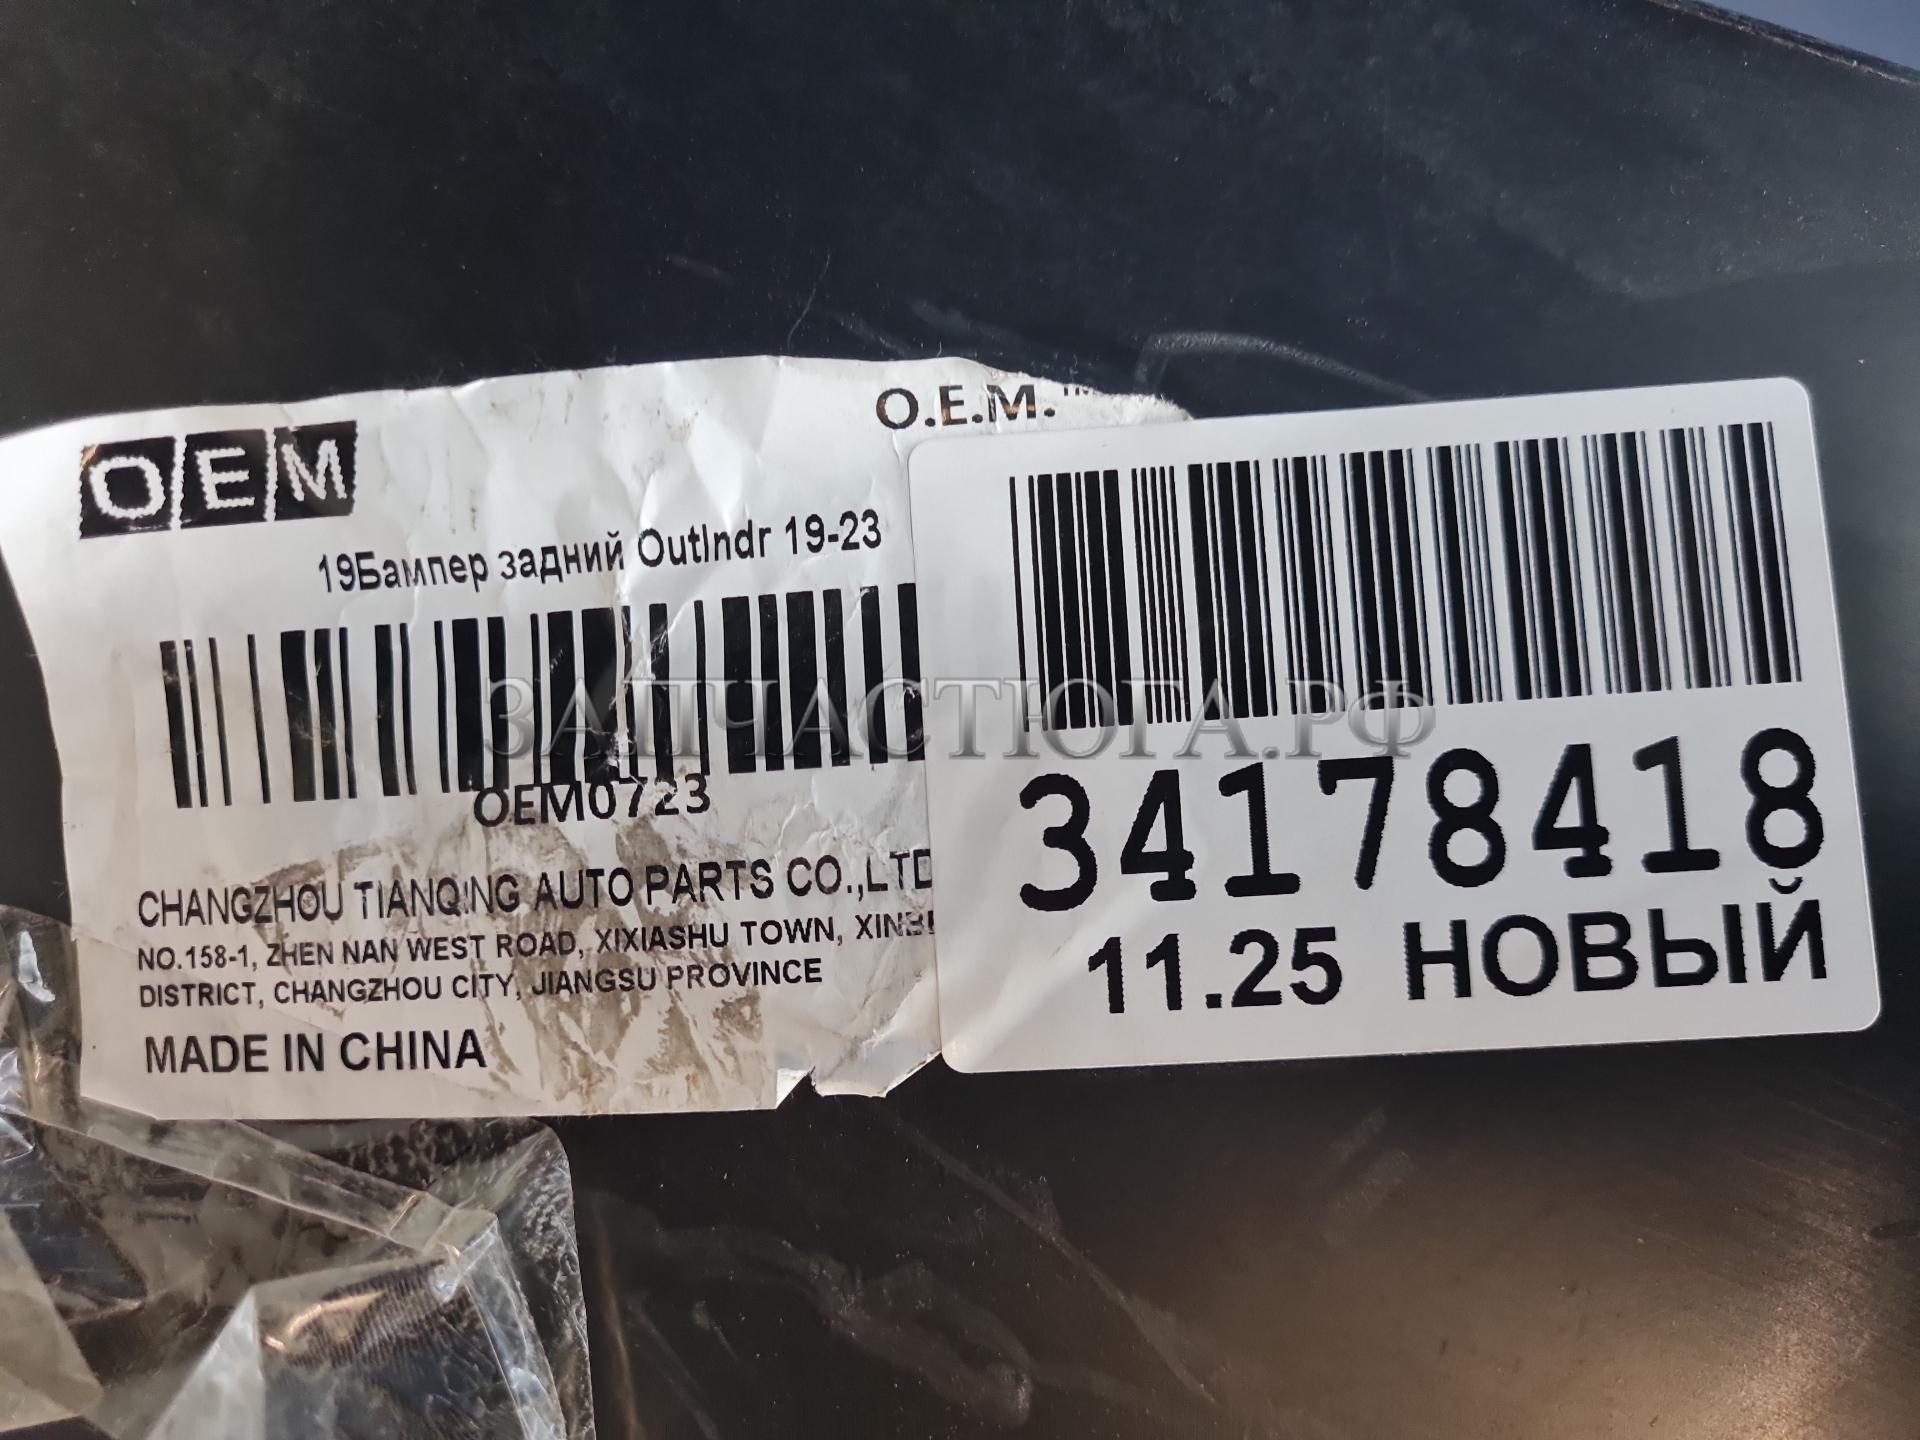 OEM
O.E.M.
19Бампер задний Outlndr 19-23
OEM0723
CHANGZHOU TIANQING AUTO PARTS CO.,LTD
NO.158-1, ZHEN NAN WEST ROAD, XIXIASHU TOWN,
DISTRICT, CHANGZHOU CITY, JIANGSU PROVINCE
MADE IN CHINA
34178418
11.25 НОВЫЙ
ЗАПЧАСТЮГА.РФ